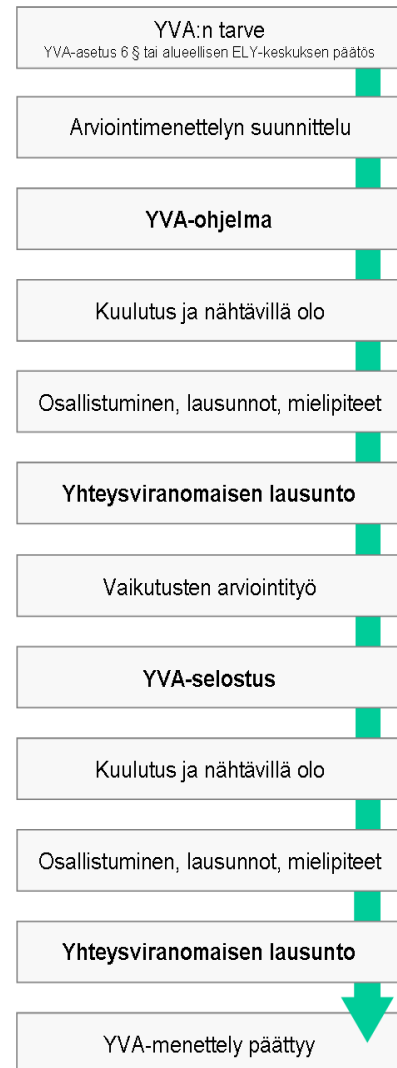 YVA:n tarve
YVA-asetus 6 § tai alueellisen ELY-keskuksen päätös
Arviointimenettelyn suunnittelu
YVA-ohjelma
Kuulutus ja nähtävillä olo
Osallistuminen, lausunnot, mielipiteet
Yhteysviranomaisen lausunto
Vaikutusten arviointityö
YVA-selostus
Kuulutus ja nähtävillä olo
Osallistuminen, lausunnot, mielipiteet
Yhteysviranomaisen lausunto
YVA-menettely päättyy